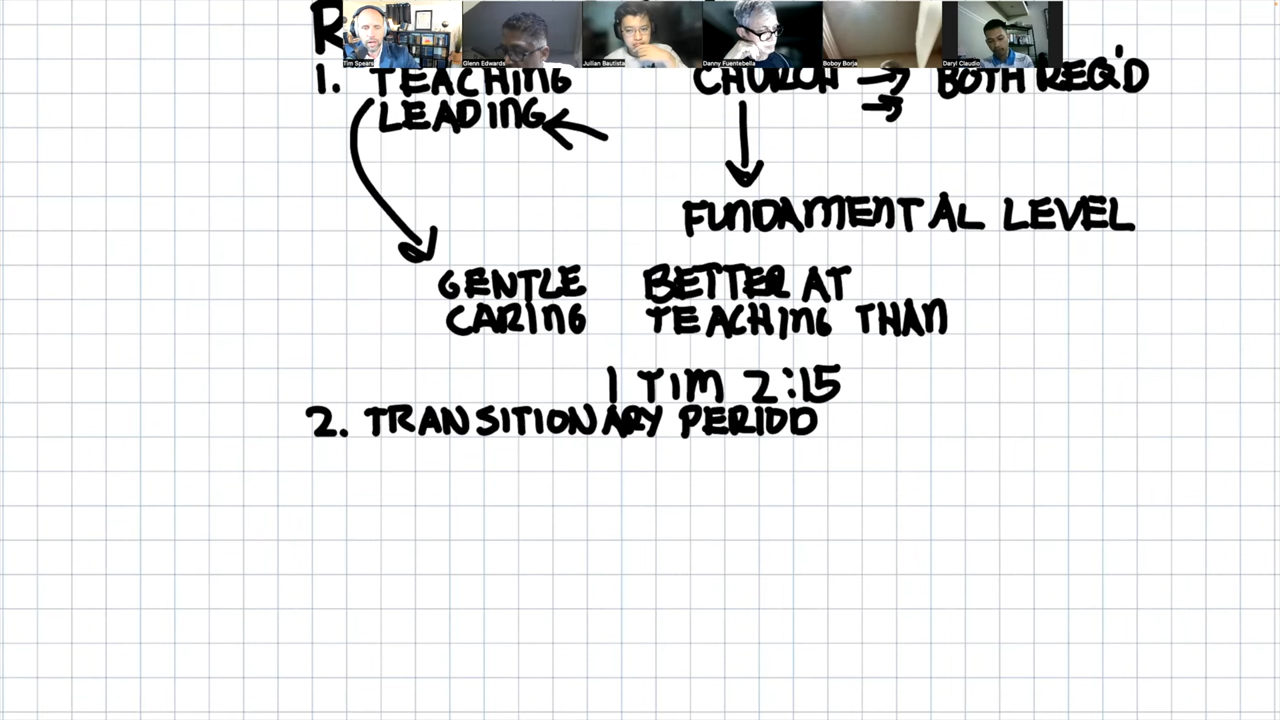 Tim Spears
Glenn Edwards
Julian Bautista
Danny Fuentebella
Boboy Borja
Daryl Claudio
R
1. TEACHING CHURCH BOTH REQ'D
LEADING
FUNDAMENTAL LEVEL
GENTLE BETTER AT
CARING TEACHING THAN
1 TIM 2:15
2. TRANSITIONARY PERIOD